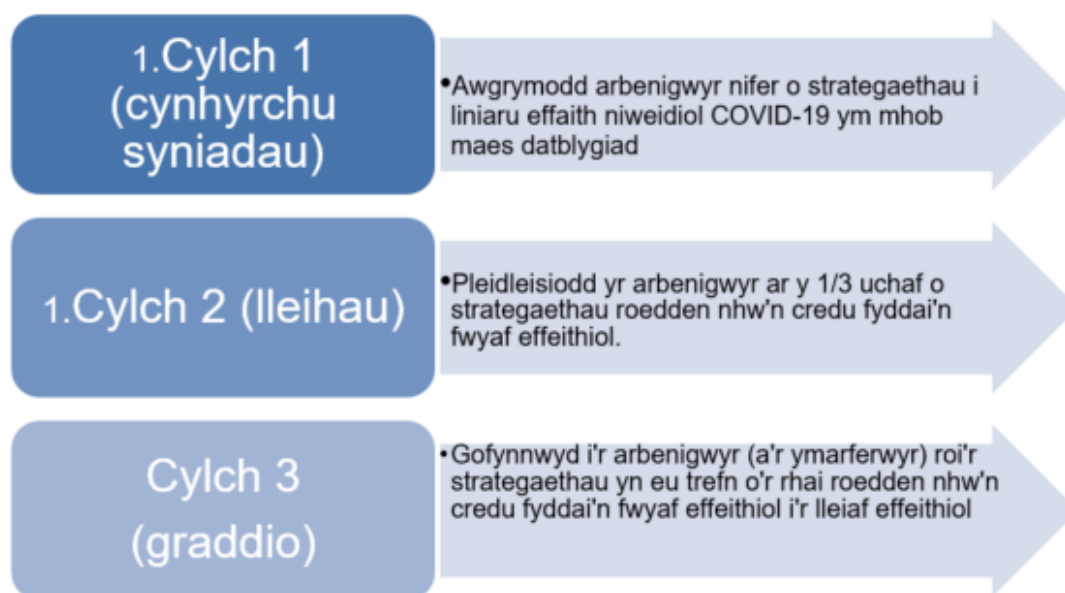 1.Cylch 1
(cynhyrchu
syniadau)
•Awgrymodd arbenigwyr nifer o strategaethau i
liniaru effaith niweidiol COVID-19 ym mhob
maes datblygiad
1.Cylch 2 (lleihau)
•Pleidleisiodd yr arbenigwyr ar y 1/3 uchaf o
strategaethau roedden nhw'n credu fyddai'n
fwyaf effeithiol.
Cylch 3
(graddio)
•Gofynnwyd i'r arbenigwyr (a'r ymarferwyr) roi'r
strategaethau yn eu trefn o'r rhai roedden nhw'n
credu fyddai'n fwyaf effeithiol i'r lleiaf effeithiol